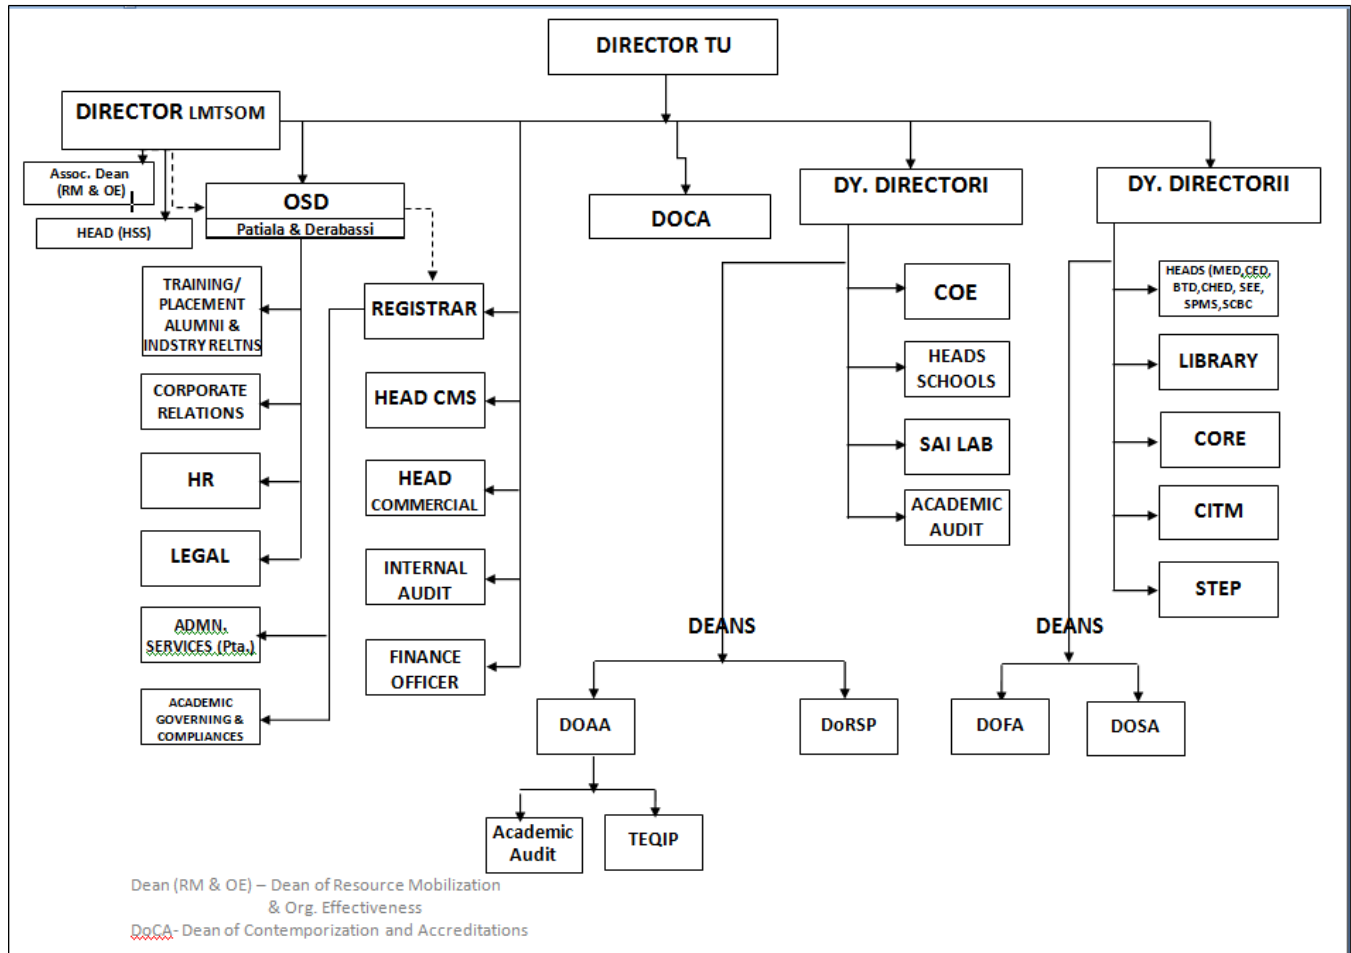 DIRECTOR TU
DIRECTOR LMTSOM
Assoc. Dean
(RM & OE)
HEAD (HSS)
OSD
Patiala & Derabassi
DOCA
DY. DIRECTORI
DY. DIRECTORII
TRAINING/
PLACEMENT
ALUMNI &
INDSTRY RELTNS
CORPORATE
RELATIONS
HR
LEGAL
ADMN.
SERVICES (Pta.)
ACADEMIC
GOVERNING &
COMPLIANCES
REGISTRAR
HEAD CMS
HEAD
COMMERCIAL
INTERNAL
AUDIT
FINANCE
OFFICER
COE
HEADS
SCHOOLS
SAI LAB
ACADEMIC
AUDIT
HEADS (MED,CED,
BTD,CHED, SEE,
SPMS,SCBC
LIBRARY
CORE
CITM
STEP
DEANS
DEANS
DOAA
DoRSP
DOFA
DOSA
Academic
Audit
TEQIP
Dean (RM & OE) – Dean of Resource Mobilization
& Org. Effectiveness
DoCA- Dean of Contemporization and Accreditations